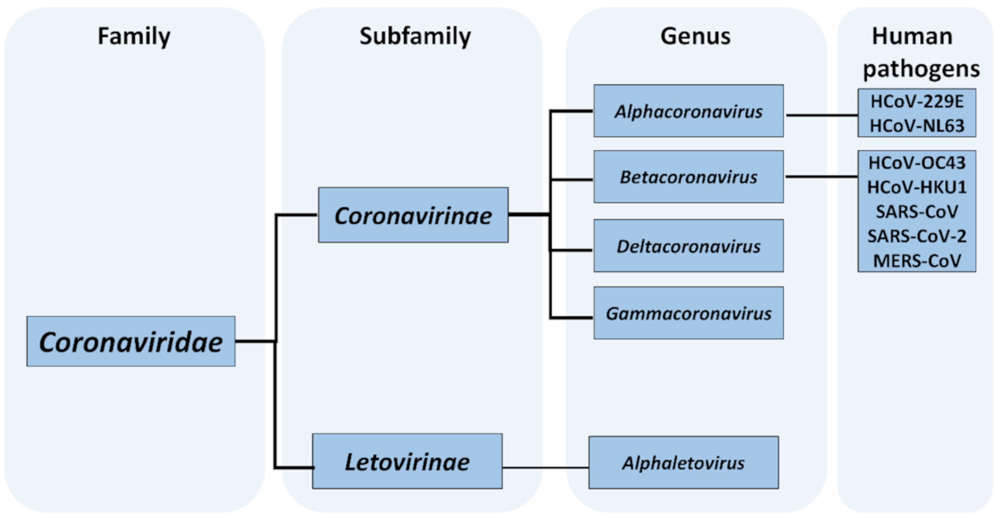 Family
Subfamily
Genus
Human
pathogens
Coronaviridae
Coronavirinae
Letovirinae
Alphacoronavirus
Betacoronavirus
Deltacoronavirus
Gammacoronavirus
Alphaletovirus
HCoV-229E
HCoV-NL63
HCoV-OC43
HCoV-HKU1
SARS-CoV
SARS-CoV-2
MERS-CoV